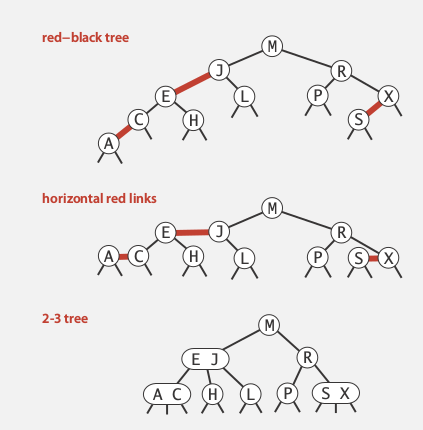 red–black tree
M
J R
E L P X
C H S
A
horizontal red links
M
E J R
A C H L P S X
2-3 tree
M
E J R
A C H L P S X